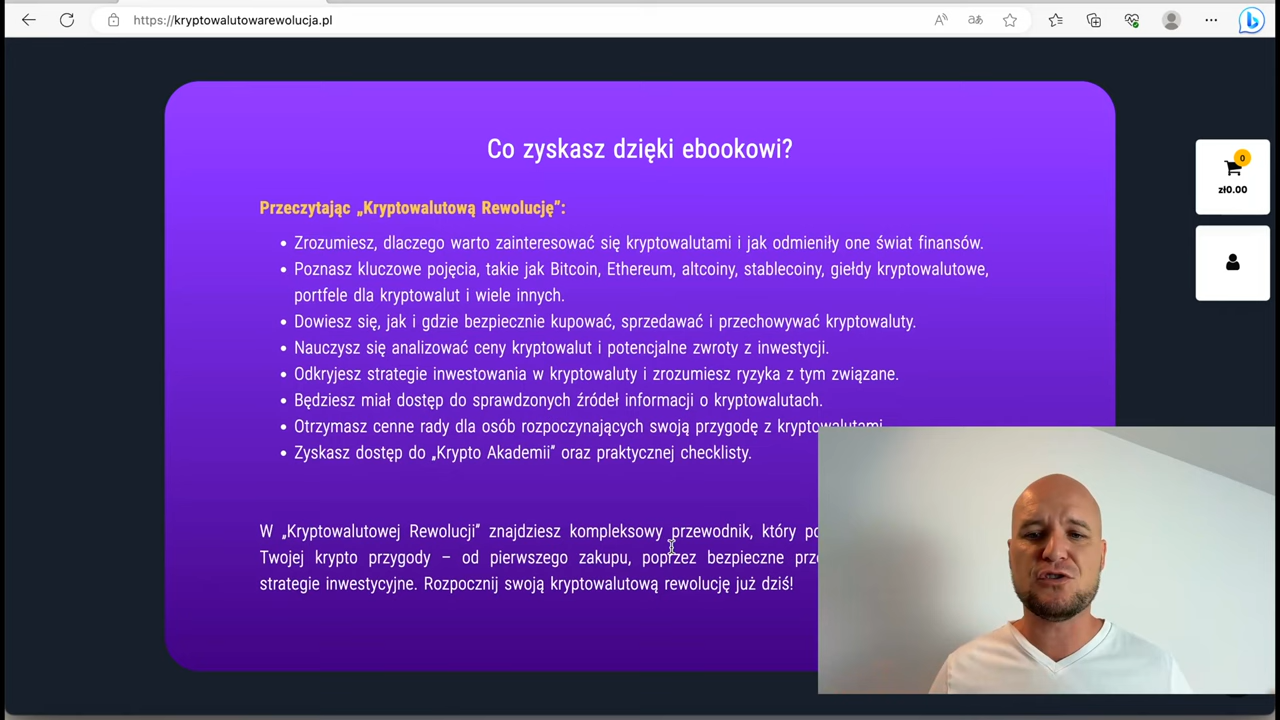 https://kryptowalutowarewolucja.pl
Co zyskasz dzięki ebookowi?
0
zł0.00
Przeczytając „Kryptowalutową Rewolucję”:
• Zrozumiesz, dlaczego warto zainteresować się kryptowalutami i jak odmieniły one świat finansów.
• Poznasz kluczowe pojęcia, takie jak Bitcoin, Ethereum, altcoiny, stablecoiny, giełdy kryptowalutowe,
portfele dla kryptowalut i wiele innych.
• Dowiesz się, jak i gdzie bezpiecznie kupować, sprzedawać i przechowywać kryptowaluty.
• Nauczysz się analizować ceny kryptowalut i potencjalne zwroty z inwestycji.
• Odkryjesz strategie inwestowania w kryptowaluty i zrozumiesz ryzyka z tym związane.
• Będziesz miał dostęp do sprawdzonych źródeł informacji o kryptowalutach.
• Otrzymasz cenne rady dla osób rozpoczynających swoją przygodę z kryptowalutami.
• Zyskasz dostęp do „Krypto Akademii” oraz praktycznej checklisty.
W „Kryptowalutowej Rewolucji” znajdziesz kompleksowy przewodnik, który
Twojej krypto przygody – od pierwszego zakupu, poprzez bezpieczne
strategie inwestycyjne. Rozpocznij swoją kryptowalutową rewolucję już dziś!